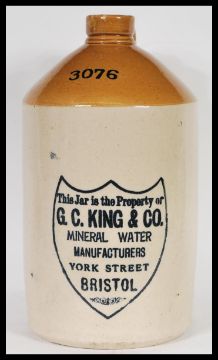 3076
This Jar is the Property of
G. C. KING & CO.
MINERAL WATER
MANUFACTURERS
YORK STREET
BRISTOL